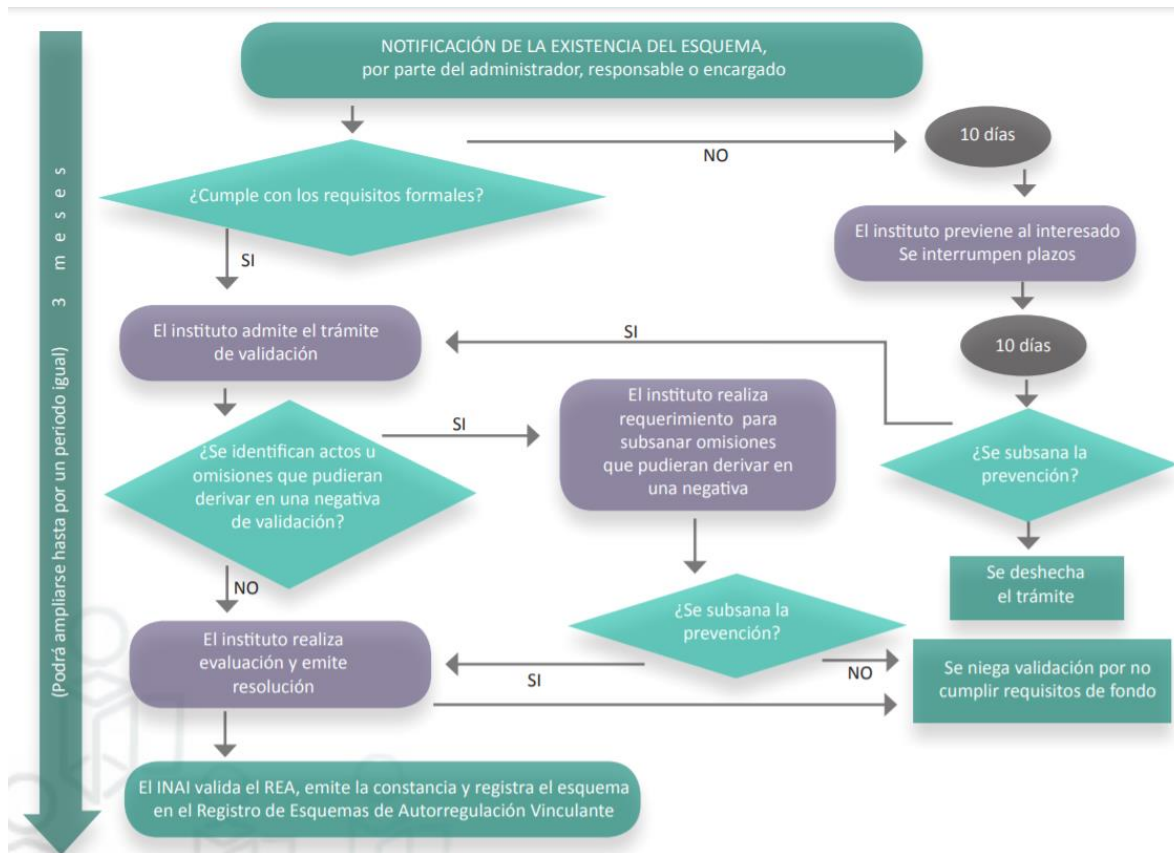 NOTIFICACIÓN DE LA EXISTENCIA DEL ESQUEMA,
por parte del administrador, responsable o encargado
10 días
NO
¿Cumple con los requisitos formales?
El instituto previene al interesado
Se interrumpen plazos
SI
El instituto admite el trámite
de validación
SI
10 días
El instituto realiza
requerimiento para
subsanar omisiones
que pudieran derivar en
una negativa
SI
¿Se identifican actos u
omisiones que pudieran
derivar en una negativa
de validación?
¿Se subsana la
prevención?
NO
Se deshecha
el trámite
¿Se subsana la
prevención?
El instituto realiza
evaluación y emite
resolución
SI
NO
Se niega validación por no
cumplir requisitos de fondo
El INAI valida el REA, emite la constancia y registra el esquema
en el Registro de Esquemas de Autorregulación Vinculante
(Podrá ampliarse hasta por un periodo igual) 3 meses